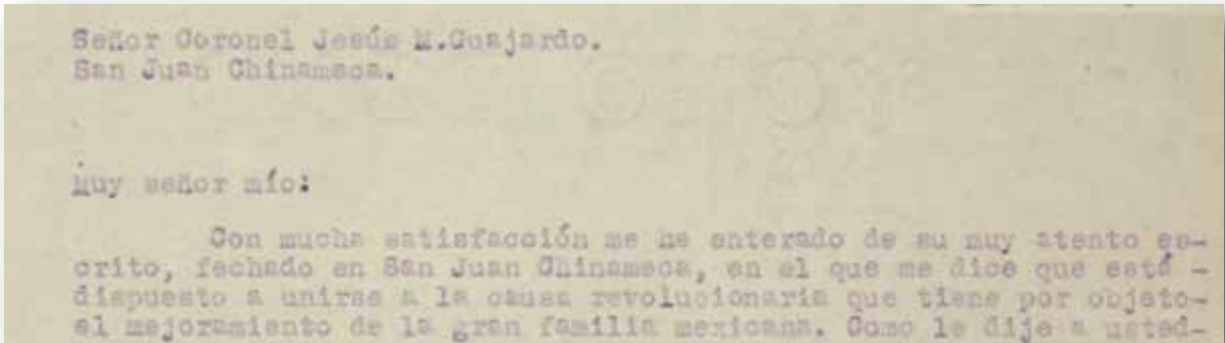 Señor Coronel Jesús M.Guajardo.
San Juan Chinameca.
Muy señor mío:
Con mucha satisfacción me he enterado de su muy atento es-
crito, fechado en San Juan Chinameca, en el que me dice que está -
dispuesto a unirse a la causa revolucionaria que tiene por objeto-
el mejoramiento de la gran familia mexicana. Como le dije a usted-